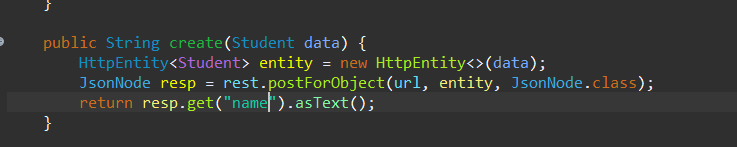 }
public String create(Student data) {
HttpEntity<Student> entity = new HttpEntity<>(data);
JsonNode resp = rest.postForObject(url, entity, JsonNode.class);
return resp.get("name").asText();
}